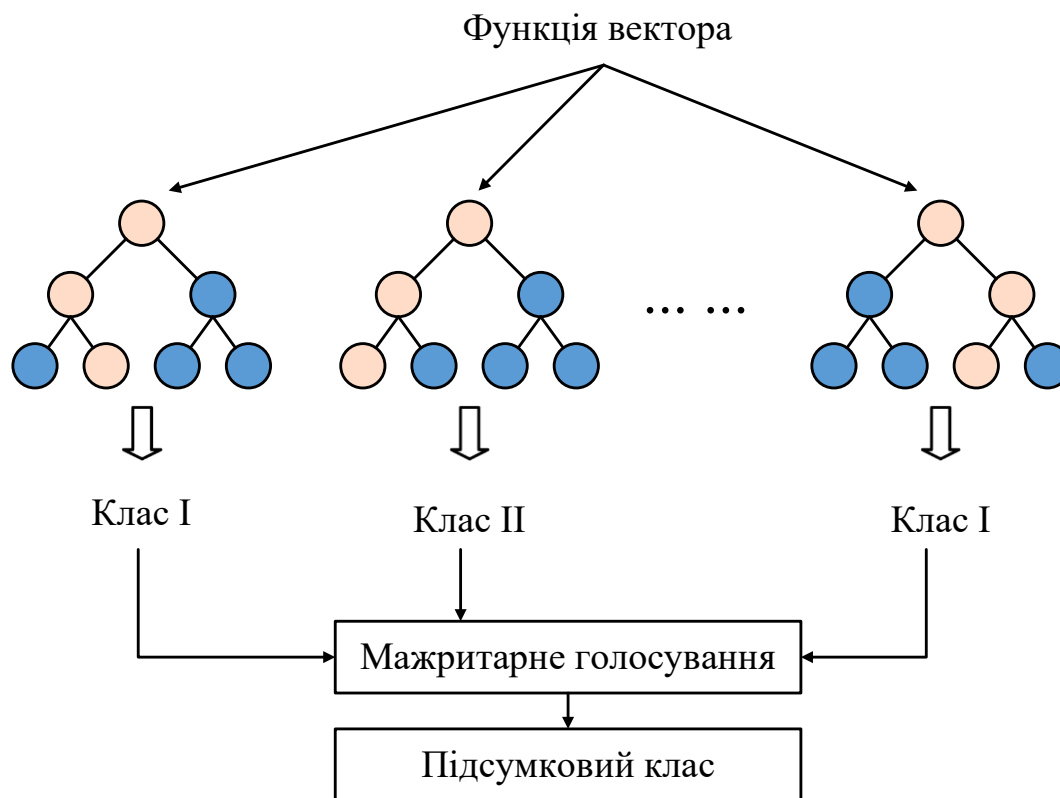 Функція вектора
... ...
Клас I
Клас II
Клас I
Мажритарне голосування
Підсумковий клас